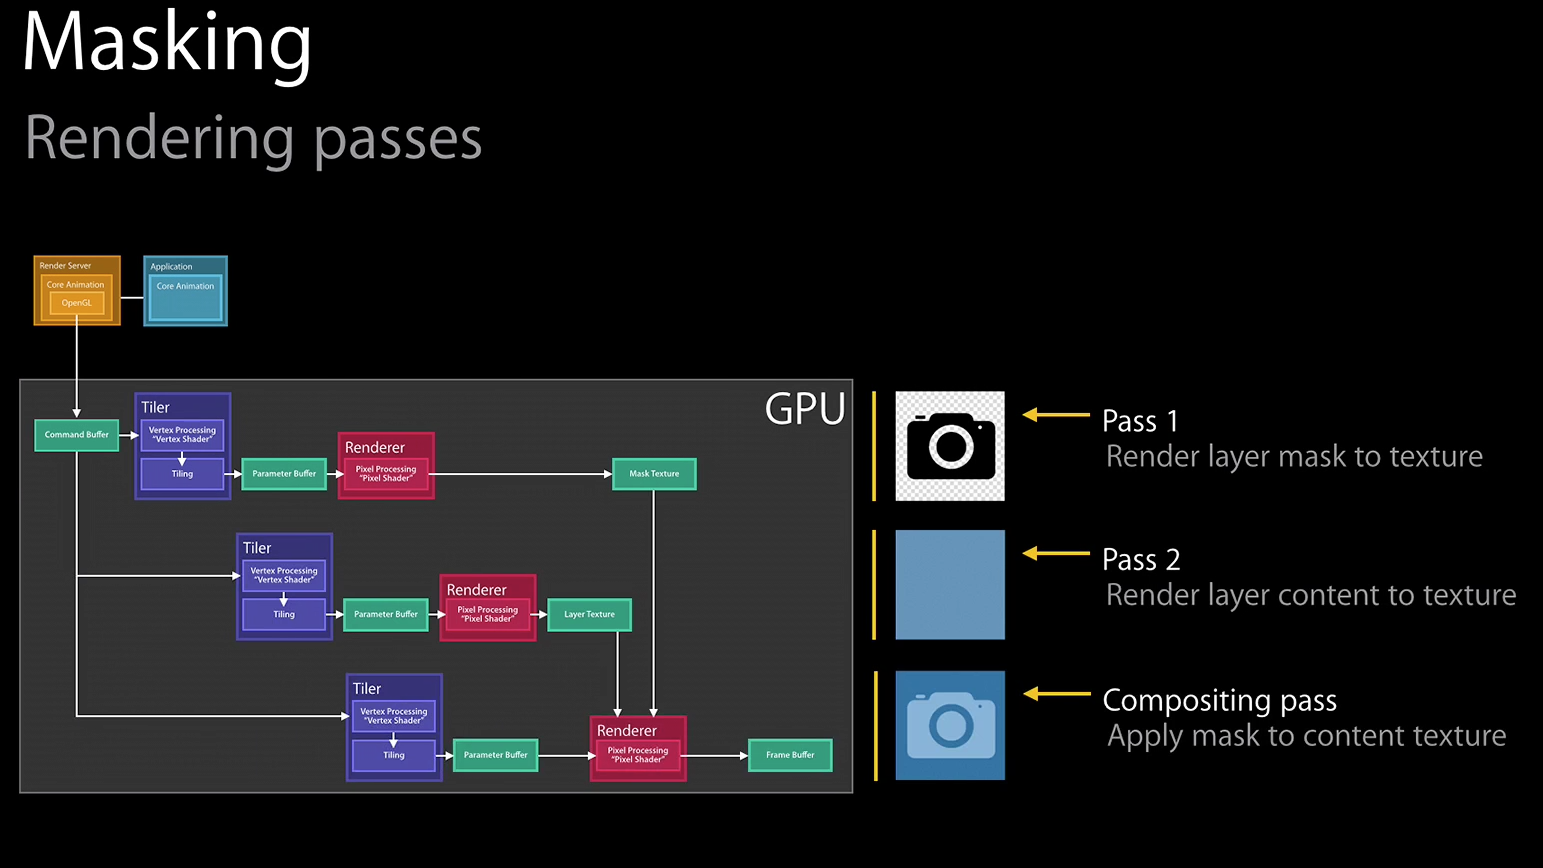 Masking
Rendering passes
Render Server
Core Animation
OpenGL
Application
Core Animation
GPU
Command Buffer
Tiler
Vertex Processing
"Vertex Shader"
Tiling
Parameter Buffer
Renderer
Pixel Processing
"Pixel Shader"
Mask Texture
Pass 1
Render layer mask to texture
Tiler
Vertex Processing
"Vertex Shader"
Tiling
Parameter Buffer
Renderer
Pixel Processing
"Pixel Shader"
Layer Texture
Pass 2
Render layer content to texture
Tiler
Vertex Processing
"Vertex Shader"
Tiling
Parameter Buffer
Renderer
Pixel Processing
"Pixel Shader"
Frame Buffer
Compositing pass
Apply mask to content texture